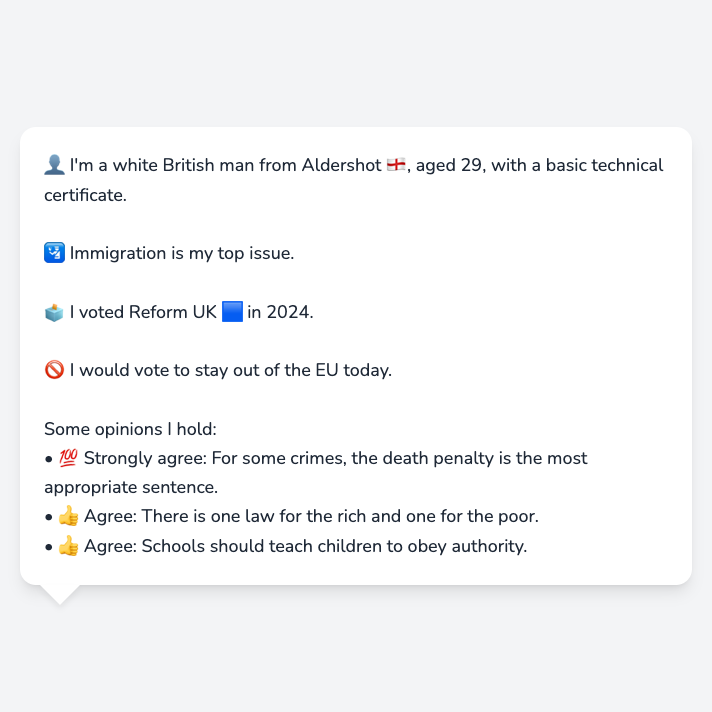 👤 I'm a white British man from Aldershot 🏴󠁧󠁢󠁥󠁮󠁧󠁿, aged 29, with a basic technical
certificate.
🛂 Immigration is my top issue.
🗳️ I voted Reform UK 🟦 in 2024.
🚫 I would vote to stay out of the EU today.
Some opinions I hold:
• 💯 Strongly agree: For some crimes, the death penalty is the most
appropriate sentence.
• 👍 Agree: There is one law for the rich and one for the poor.
• 👍 Agree: Schools should teach children to obey authority.